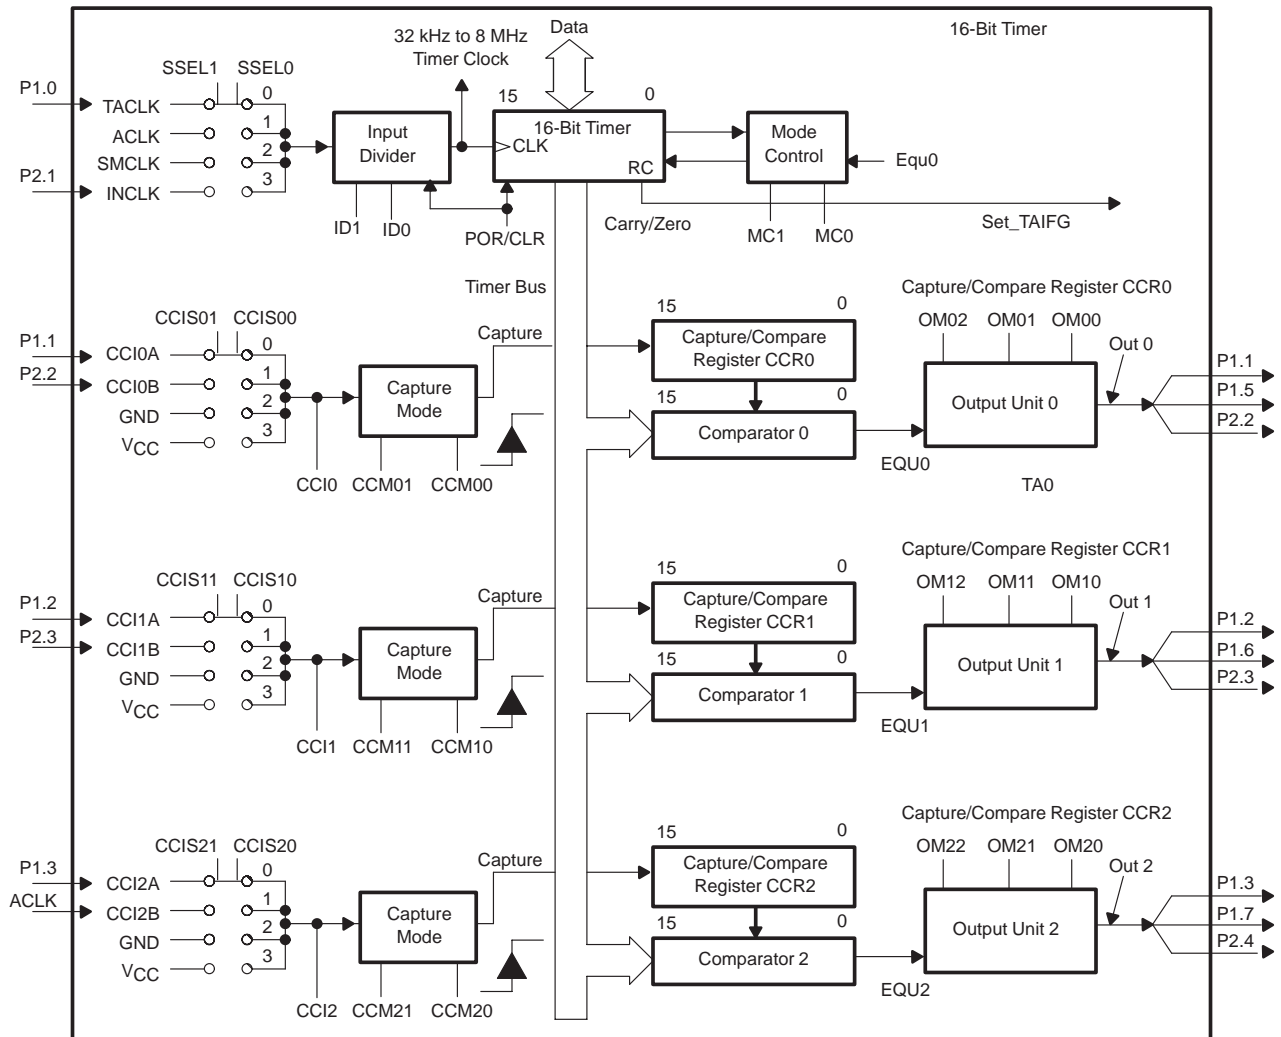 32 kHz to 8 MHz
Timer Clock
Data
16-Bit Timer
SSEL1 SSEL0
P1.0
TACLK
0
ACLK
1
SMCLK
2
P2.1
INCLK
3
Input
Divider
ID1
ID0
15
0
16-Bit Timer
CLK
RC
POR/CLR
Mode
Control
Equ0
MC1
MC0
Carry/Zero
Set_TAIFG
Timer Bus
CCIS01 CCIS00
P1.1
CCI0A
0
P2.2
CCI0B
1
GND
2
VCC
3
Capture
Mode
CCI0
CCM01
CCM00
Capture
15
0
Capture/Compare
Register CCR0
15
0
Comparator 0
EQU0
Capture/Compare Register CCR0
OM02
OM01
OM00
Output Unit 0
Out 0
P1.1
P1.5
P2.2
TA0
CCIS11 CCIS10
P1.2
CCI1A
0
P2.3
CCI1B
1
GND
2
VCC
3
Capture
Mode
CCI1
CCM11
CCM10
Capture
15
0
Capture/Compare
Register CCR1
15
0
Comparator 1
EQU1
Capture/Compare Register CCR1
OM12
OM11
OM10
Output Unit 1
Out 1
P1.2
P1.6
P2.3
CCIS21 CCIS20
P1.3
CCI2A
0
ACLK
CCI2B
1
GND
2
VCC
3
Capture
Mode
CCI2
CCM21
CCM20
Capture
15
0
Capture/Compare
Register CCR2
15
0
Comparator 2
EQU2
Capture/Compare Register CCR2
OM22
OM21
OM20
Output Unit 2
Out 2
P1.3
P1.7
P2.4